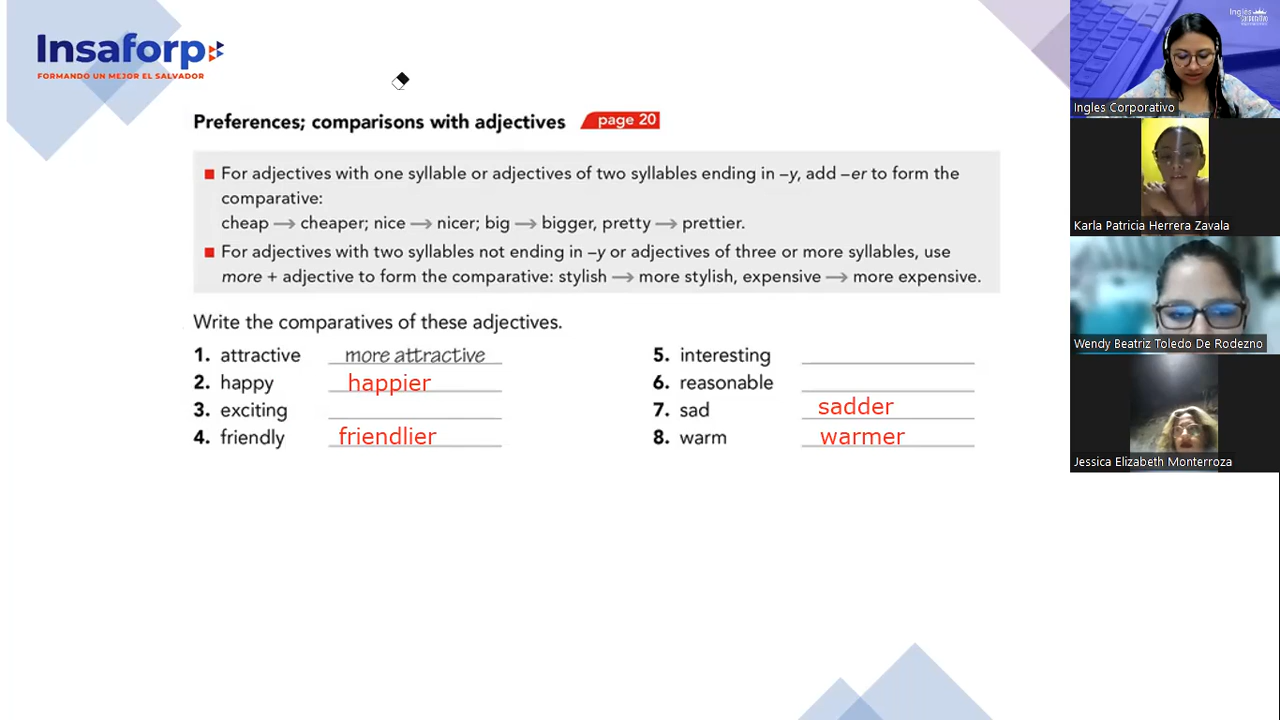 Insaforp
FORMANDO UN MEJOR EL SALVADOR
Preferences; comparisons with adjectives page 20
For adjectives with one syllable or adjectives of two syllables ending in –y, add –er to form the
comparative:
cheap → cheaper; nice → nicer; big → bigger, pretty → prettier.
For adjectives with two syllables not ending in –y or adjectives of three or more syllables, use
more + adjective to form the comparative: stylish → more stylish, expensive → more expensive.
Write the comparatives of these adjectives.
1. attractive more attractive
2. happy happier
3. exciting
4. friendly friendlier
5. interesting
6. reasonable
7. sad sadder
8. warm warmer
Inglés
Corporativo
Ingles Corporativo
Karla Patricia Herrera Zavala
Wendy Beatriz Toledo De Rodezno
Jessica Elizabeth Monterroza